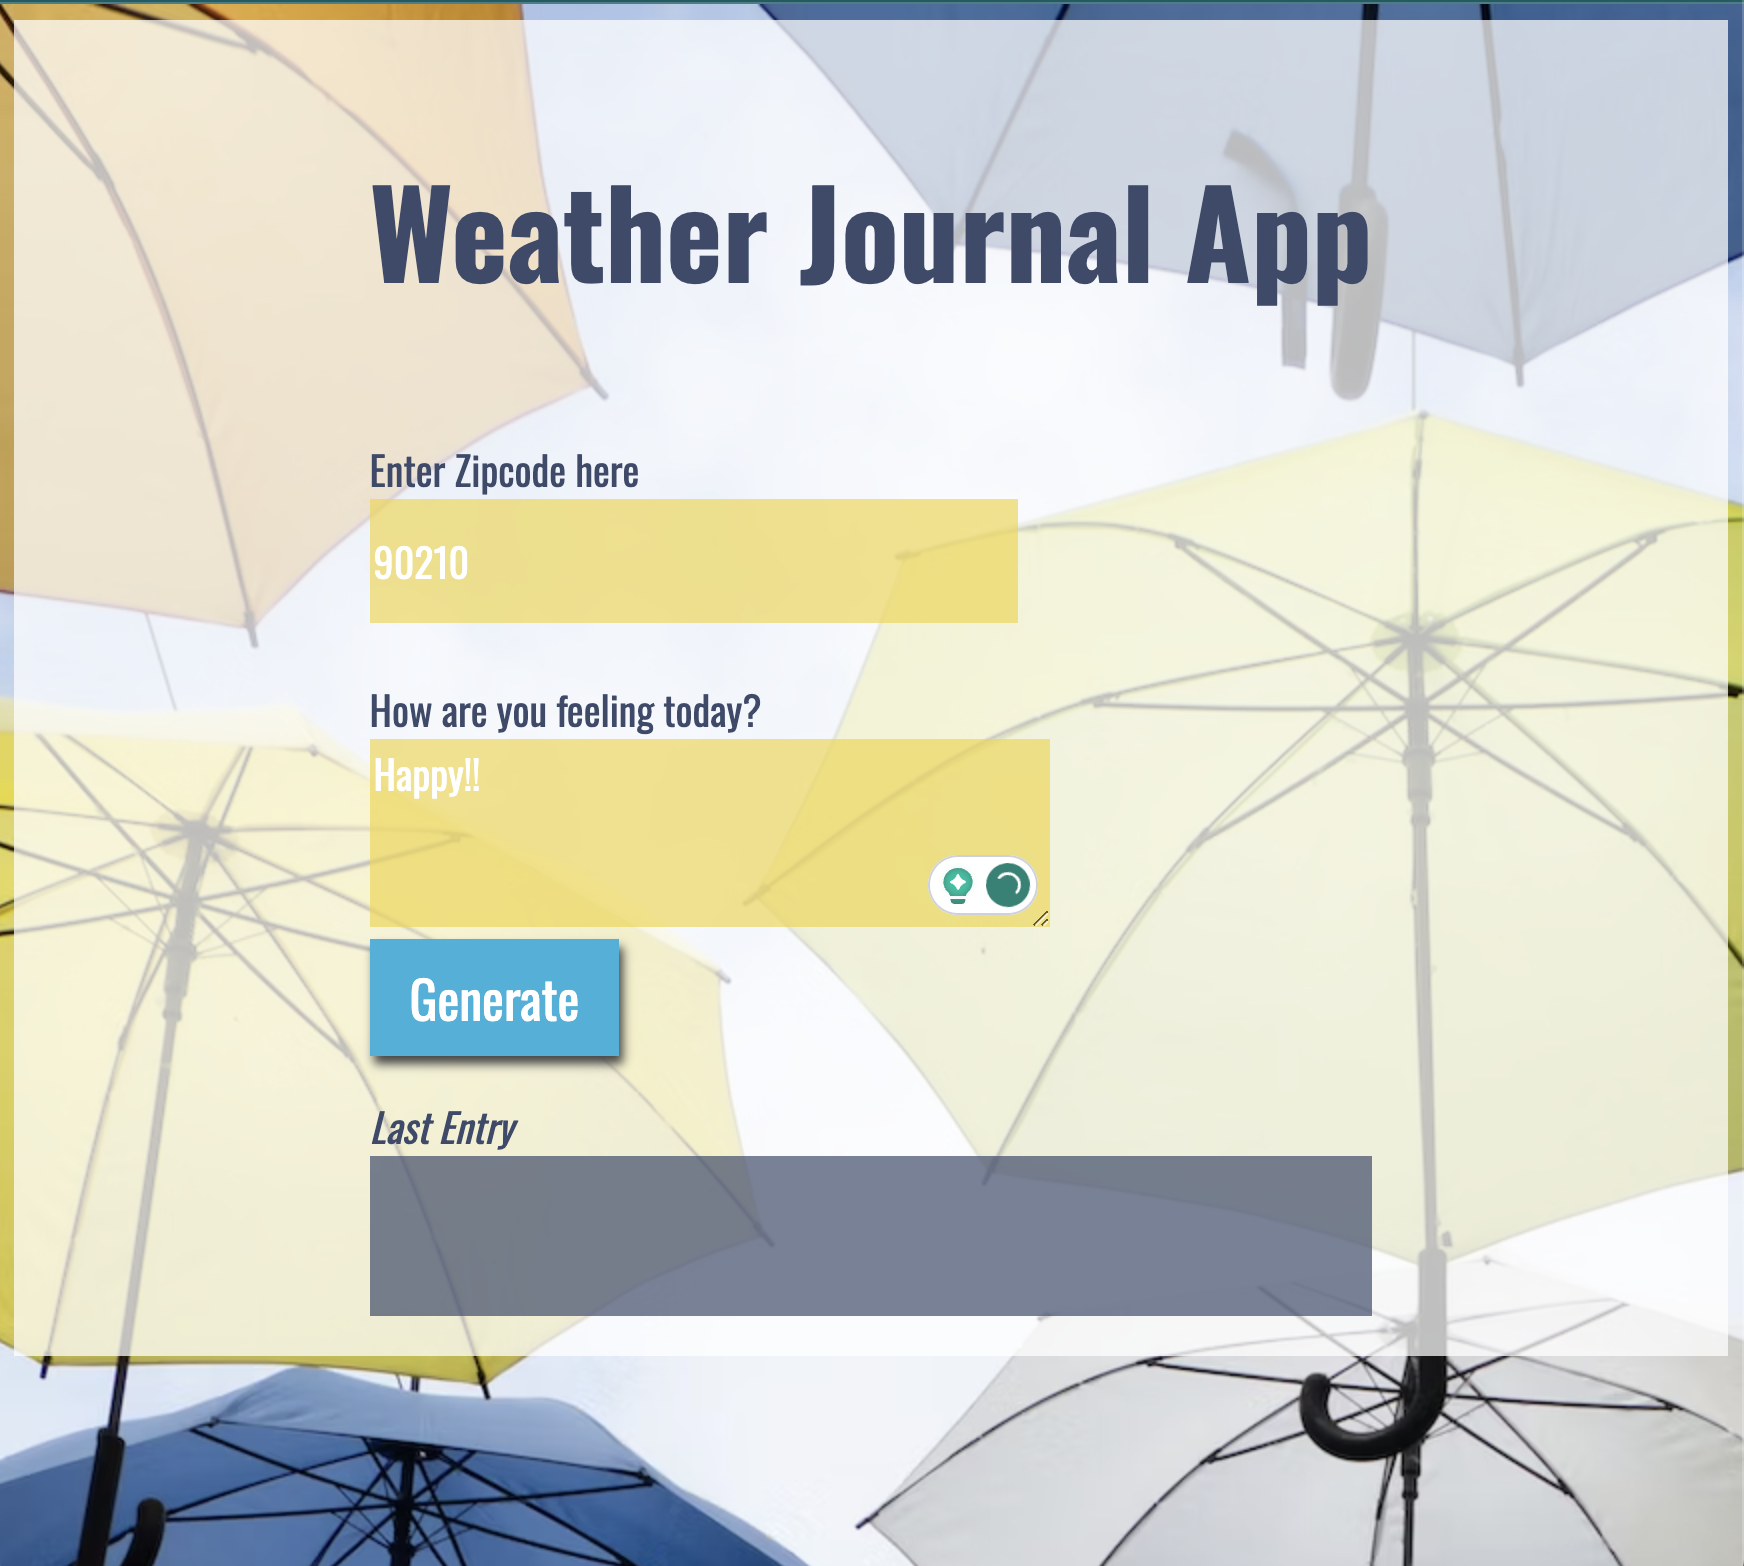 Weather Journal App
Enter Zipcode here
90210
How are you feeling today?
Happy!!
Generate
Last Entry